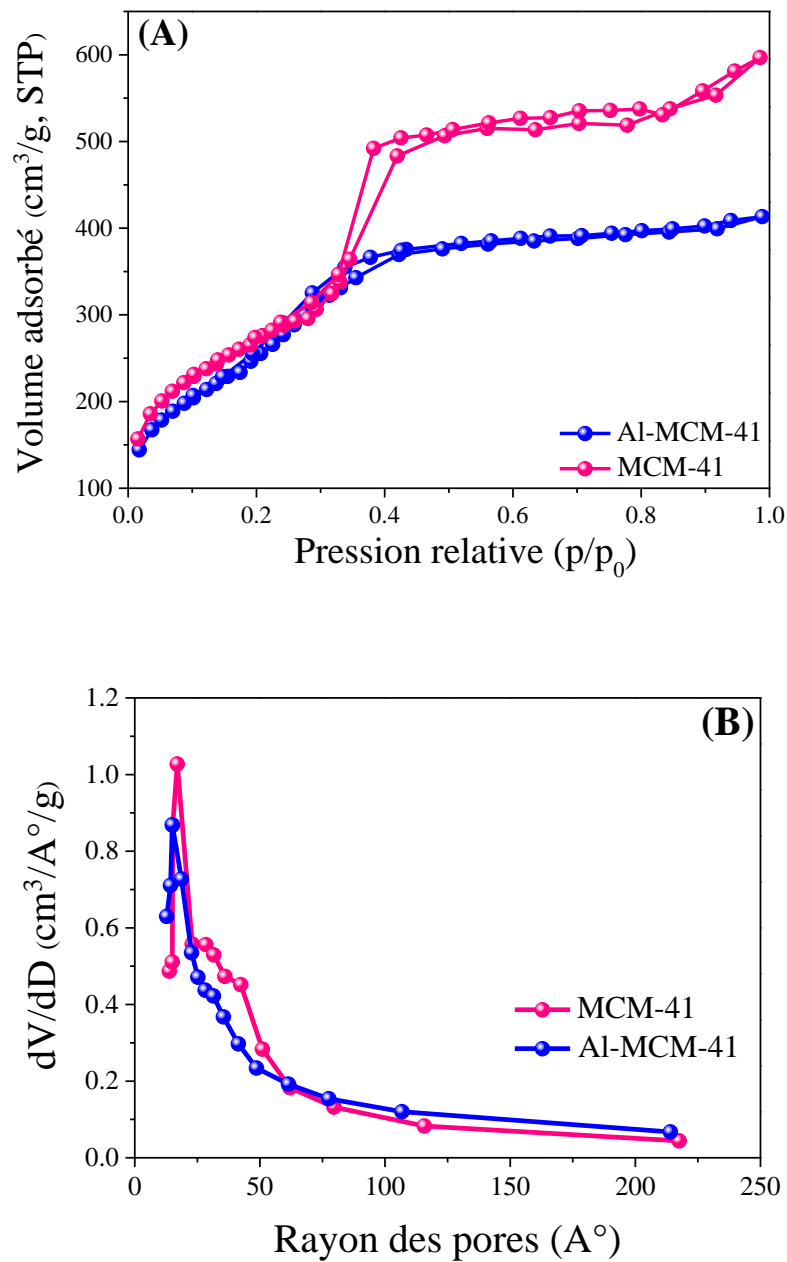 (A)
Volume adsorbé (cm³/g, STP)
600
500
400
300
200
100
Al-MCM-41
MCM-41
0.0 0.2 0.4 0.6 0.8 1.0
Pression relative (p/p₀)
(B)
dV/dD (cm³/A°/g)
1.2
1.0
0.8
0.6
0.4
0.2
0.0
MCM-41
Al-MCM-41
0 50 100 150 200 250
Rayon des pores (A°)